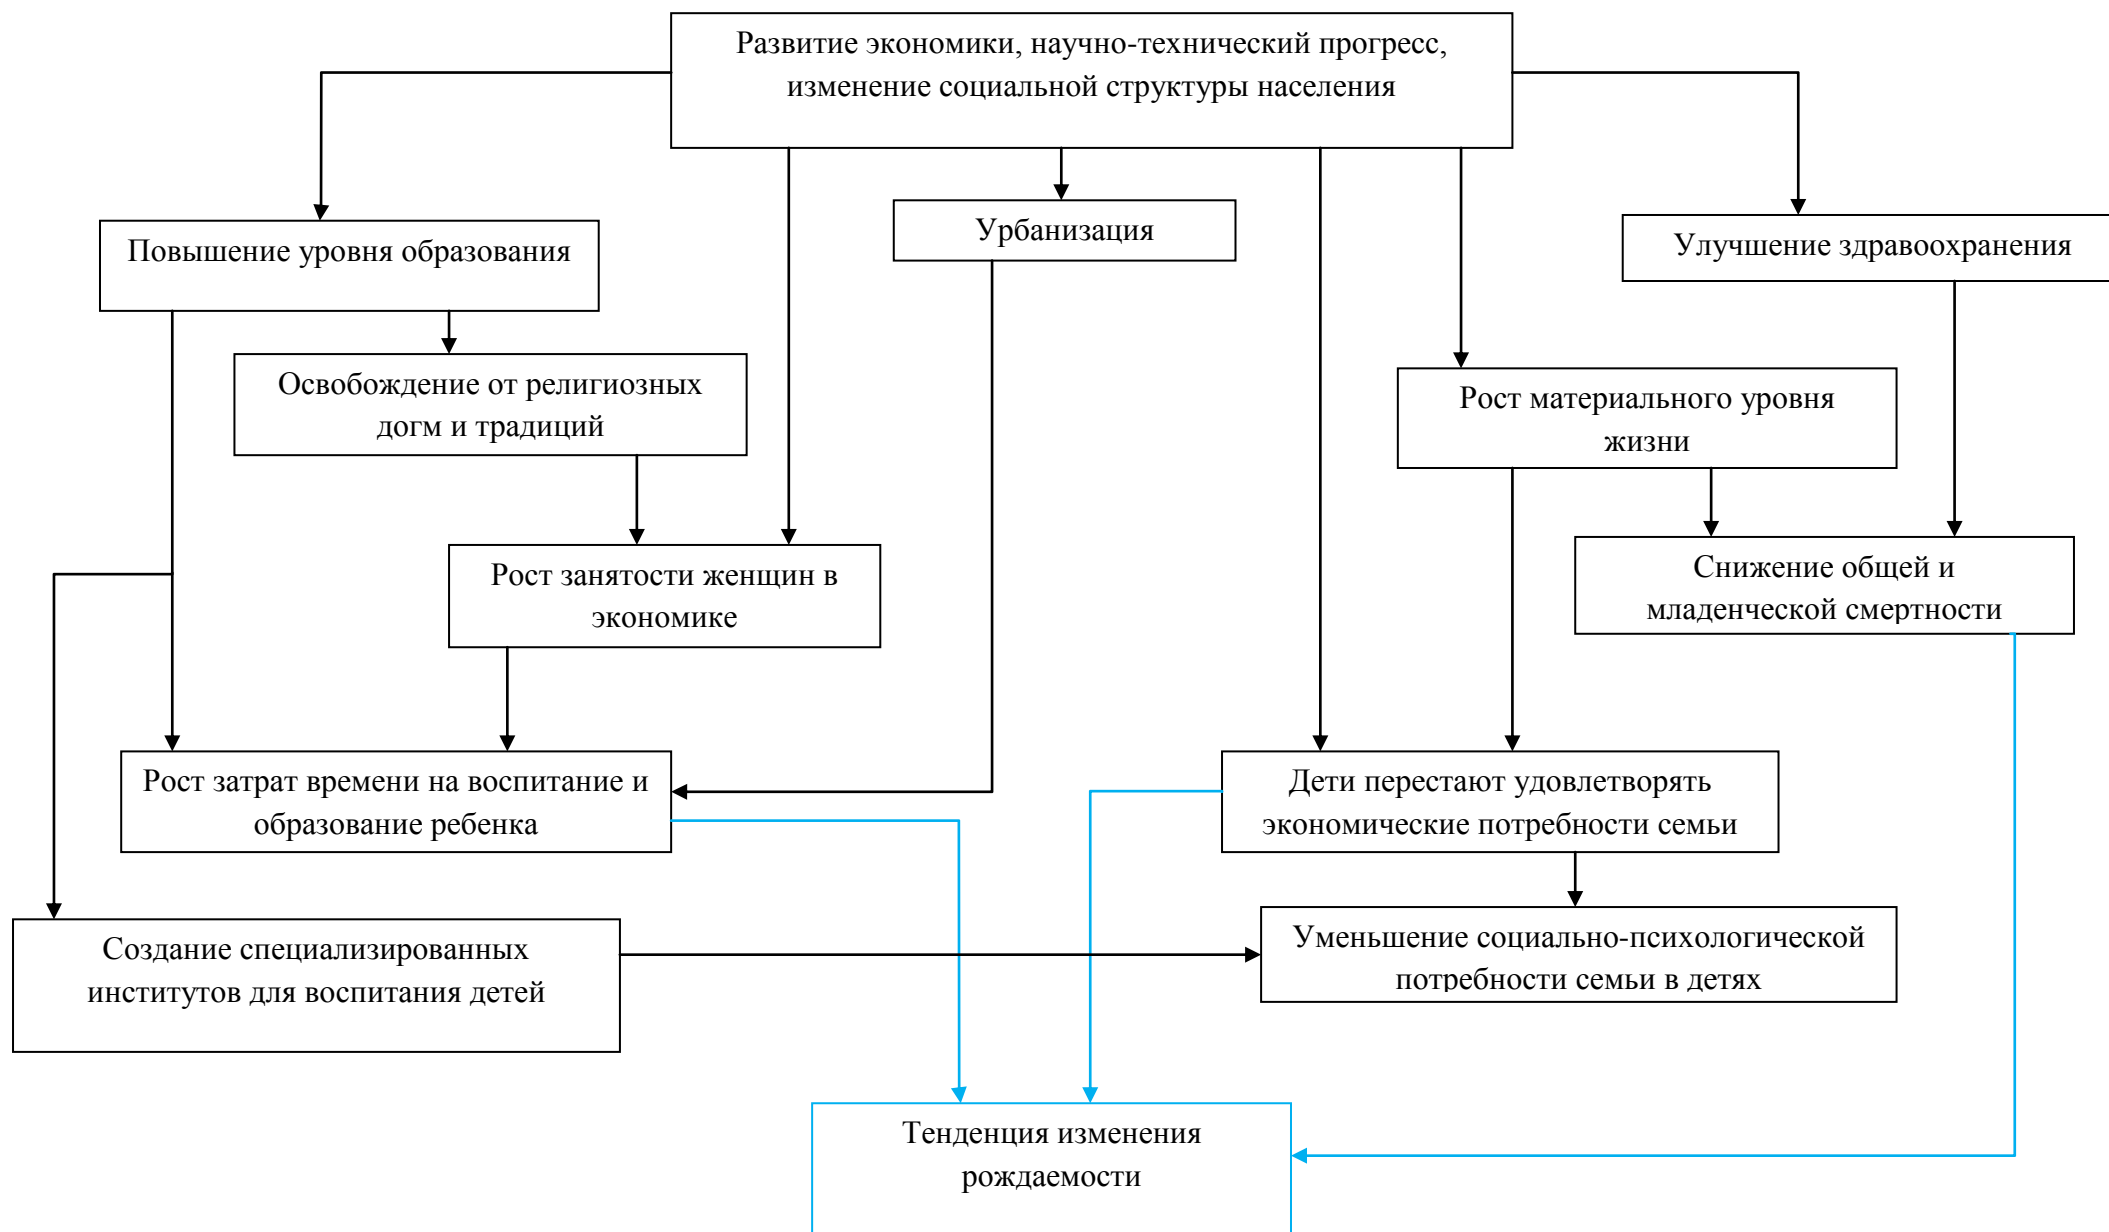 Развитие экономики, научно-технический прогресс,
изменение социальной структуры населения
Повышение уровня образования
Урбанизация
Улучшение здравоохранения
Освобождение от религиозных
догм и традиций
Рост материального уровня
жизни
Рост занятости женщин в
экономике
Снижение общей и
младенческой смертности
Рост затрат времени на воспитание и
образование ребенка
Дети перестают удовлетворять
экономические потребности семьи
Создание специализированных
институтов для воспитания детей
Уменьшение социально-психологической
потребности семьи в детях
Тенденция изменения
рождаемости